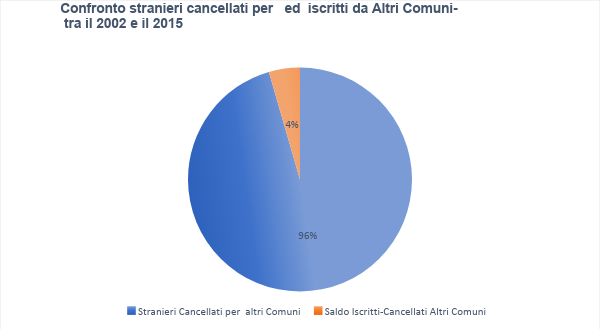 Confronto stranieri cancellati per ed iscritti da Altri Comuni-
tra il 2002 e il 2015
4%
96%
Stranieri Cancellati per altri Comuni
Saldo Iscritti-Cancellati Altri Comuni